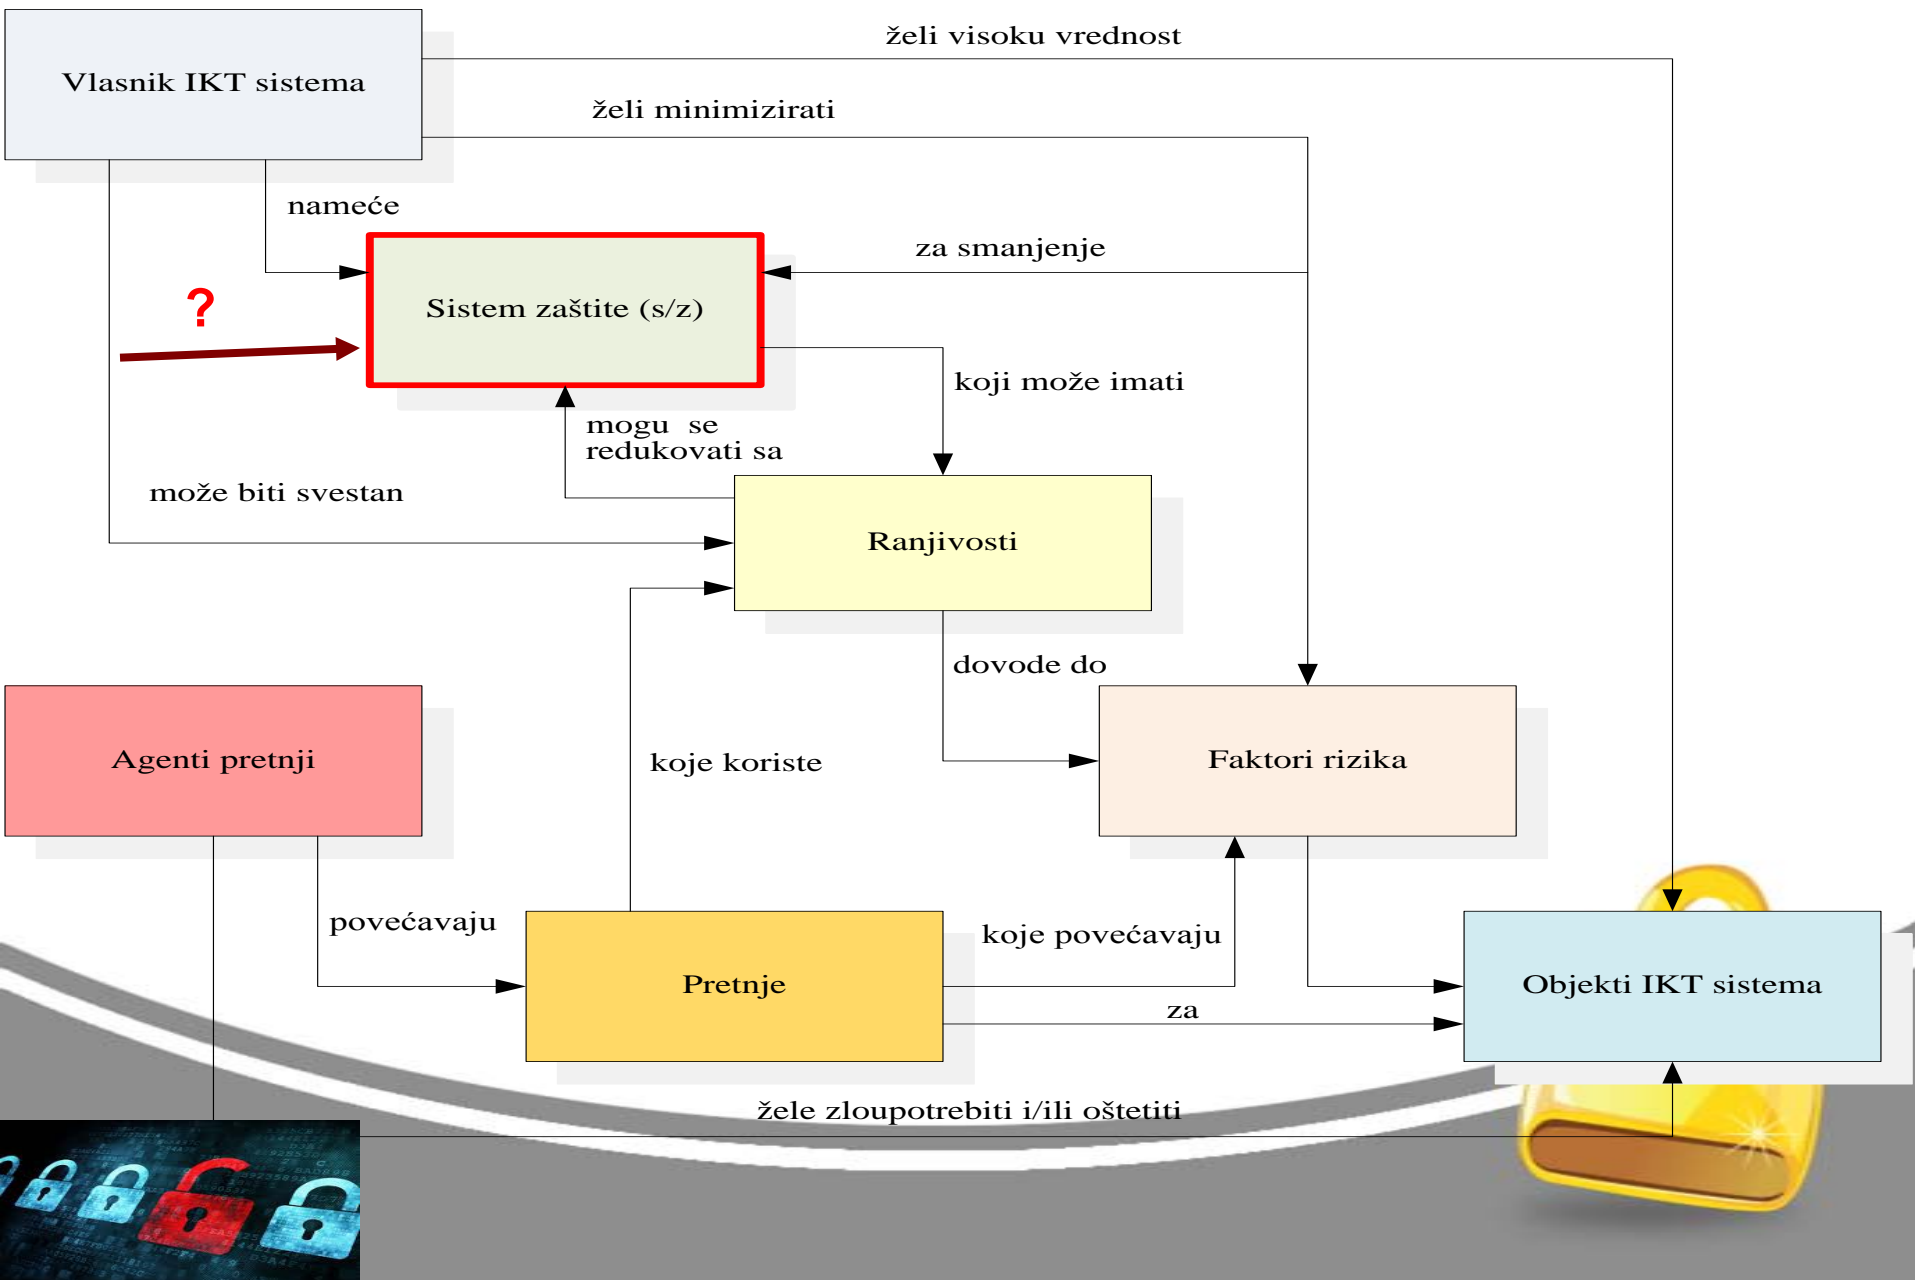 želi visoku vrednost
Vlasnik IKT sistema
želi minimizirati
nameće
za smanjenje
?
Sistem zaštite (s/z)
koji može imati
mogu se
redukovati sa
može biti svestan
Ranjivosti
dovode do
Agenti pretnji
koje koriste
Faktori rizika
povećavaju
koje povećavaju
Pretnje
Objekti IKT sistema
za
žele zloupotrebiti i/ili oštetiti